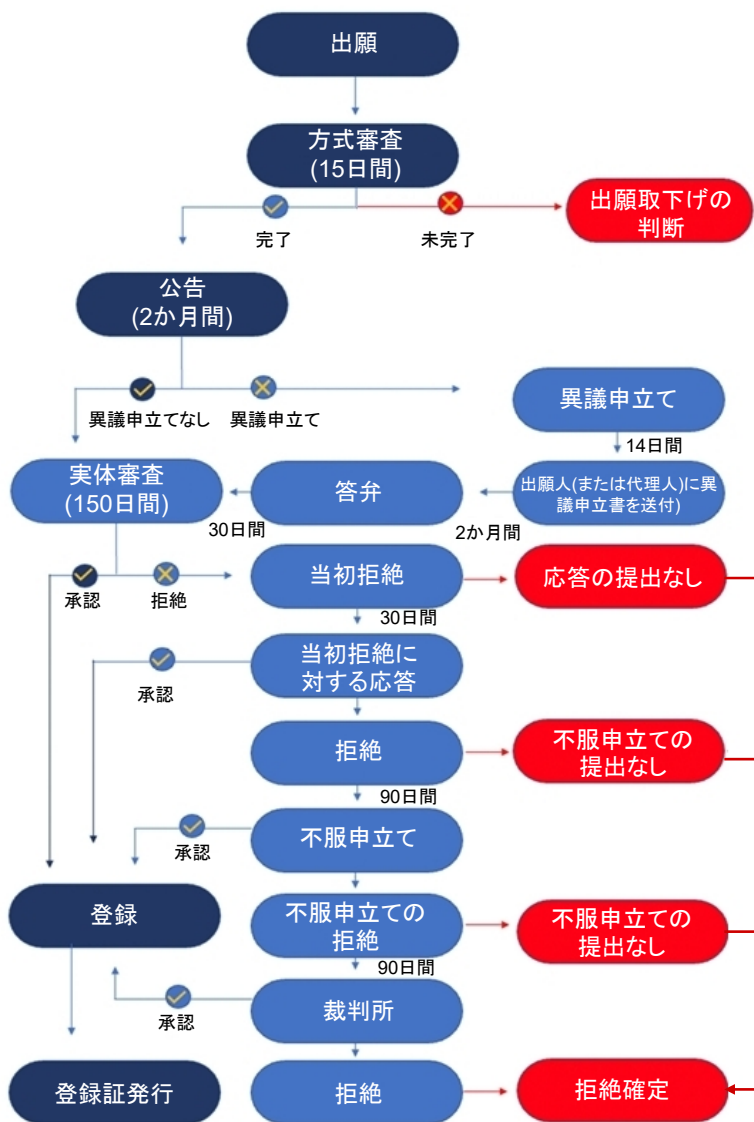 出願
方式審査
(15日間)
出願取下げの
判断
完了
未完了
公告
(2か月間)
異議申立てなし
異議申立て
異議申立て
14日間
実体審査
(150日間)
答弁
出願人(または代理人)に異
議申立書を送付)
30日間
2か月間
当初拒絶
応答の提出なし
承認
拒絶
30日間
当初拒絶に
対する応答
承認
拒絶
不服申立ての
提出なし
90日間
不服申立て
承認
登録
不服申立ての
拒絶
不服申立ての
提出なし
90日間
裁判所
承認
登録証発行
拒絶
拒絶確定